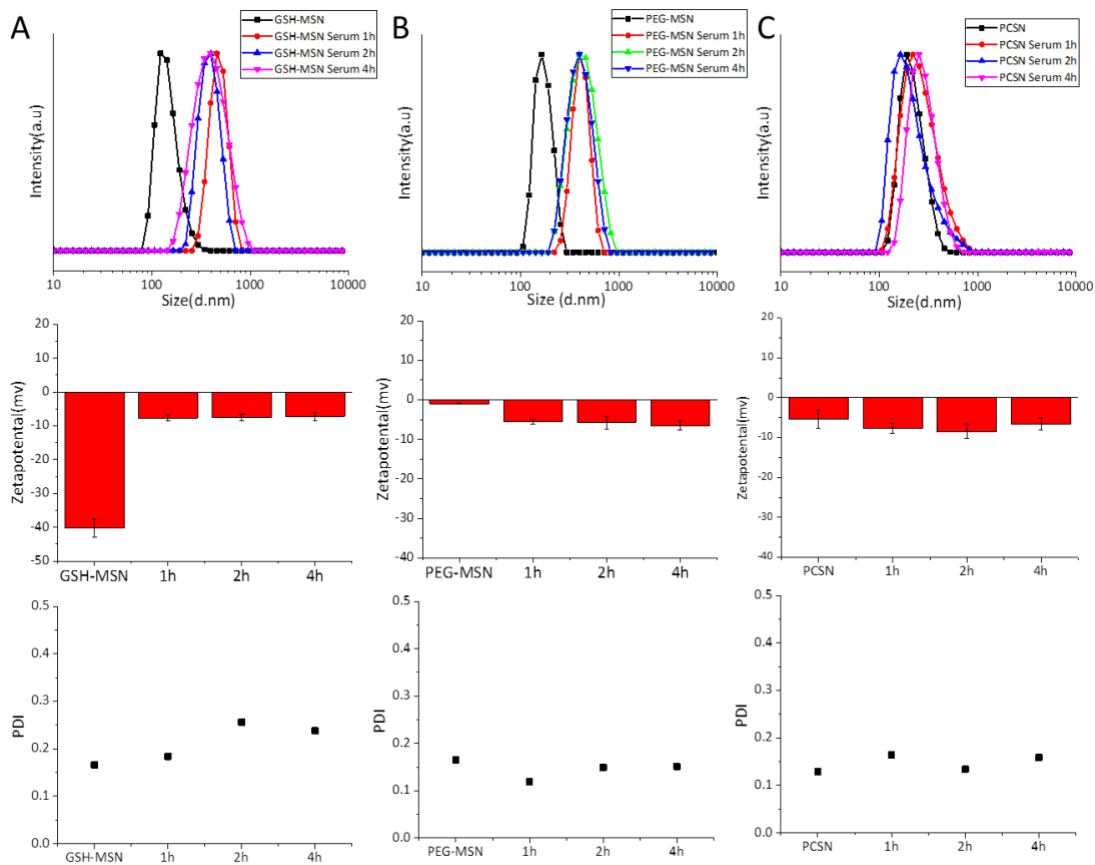 A
GSH-MSN
GSH-MSN Serum 1h
GSH-MSN Serum 2h
GSH-MSN Serum 4h
Intensity(a.u)
10 100 1000 10000
Size(d.nm)
B
PEG-MSN
PEG-MSN Serum 1h
PEG-MSN Serum 2h
PEG-MSN Serum 4h
Intensity(a.u)
10 100 1000 10000
Size(d.nm)
C
PCSN
PCSN Serum 1h
PCSN Serum 2h
PCSN Serum 4h
Intensity(a.u)
10 100 1000 10000
Size(d.nm)
Zetapotental(mv)
20
10
0
-10
-20
-30
-40
-50
GSH-MSN 1h 2h 4h
Zetapotental(mv)
20
10
0
-10
-20
-30
-40
PEG-MSN 1h 2h 4h
Zetapotental(mv)
20
10
0
-10
-20
-30
-40
PCSN 1h 2h 4h
PDI
0.5
0.4
0.3
0.2
0.1
0.0
GSH-MSN 1h 2h 4h
PDI
0.5
0.4
0.3
0.2
0.1
0.0
PEG-MSN 1h 2h 4h
PDI
0.5
0.4
0.3
0.2
0.1
0.0
PCSN 1h 2h 4h